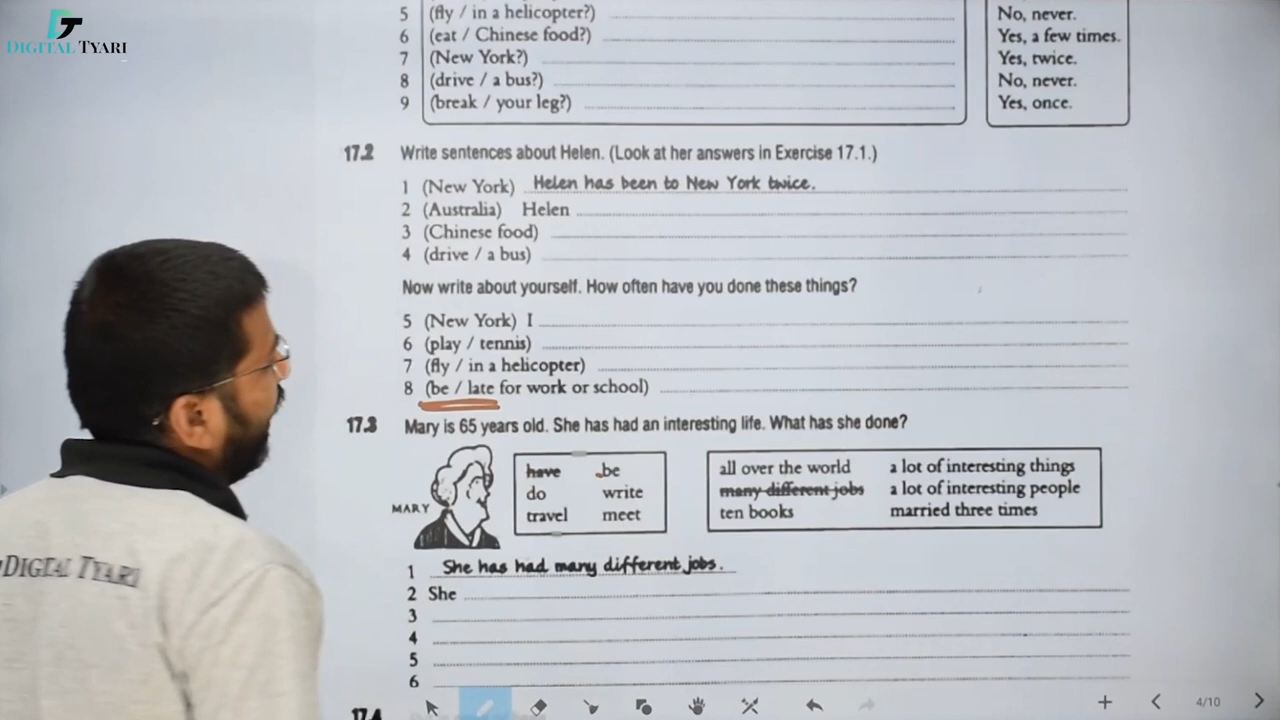 DT
DIGITAL TYARI
5 (fly / in a helicopter?) No, never.
6 (eat / Chinese food?) Yes, a few times.
7 (New York?) Yes, twice.
8 (drive / a bus?) No, never.
9 (break / your leg?) Yes, once.
17.2 Write sentences about Helen. (Look at her answers in Exercise 17.1.)
1 (New York) Helen has been to New York twice.
2 (Australia) Helen
3 (Chinese food)
4 (drive / a bus)
Now write about yourself. How often have you done these things?
5 (New York) I
6 (play / tennis)
7 (fly / in a helicopter)
8 (be / late for work or school)
17.3 Mary is 65 years old. She has had an interesting life. What has she done?
MARY
have be
do write
travel meet
all over the world a lot of interesting things
many different jobs a lot of interesting people
ten books married three times
1 She has had many different jobs.
2 She
3
4
5
6
17.4
DIGITAL TYARI
4/10